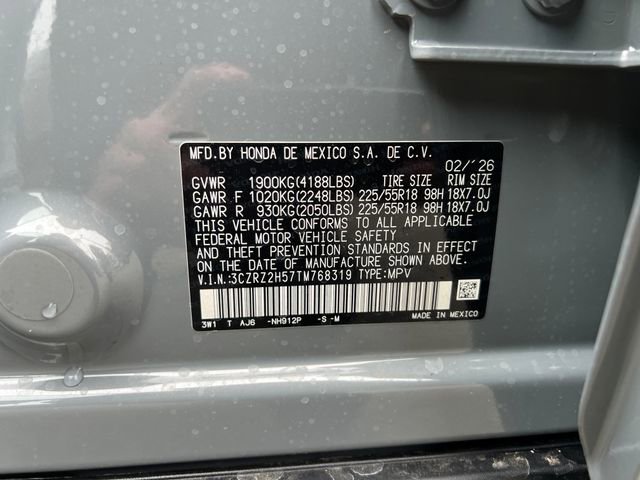 MFD.BY HONDA DE MEXICO S.A. DE C.V.
02/'26
GVWR 1900KG(4188LBS) TIRE SIZE RIM SIZE
GAWR F 1020KG(2248LBS) 225/55R18 98H 18X7.0J
GAWR R 930KG(2050LBS) 225/55R18 98H 18X7.0J
THIS VEHICLE CONFORMS TO ALL APPLICABLE
FEDERAL MOTOR VEHICLE SAFETY
AND THEFT PREVENTION STANDARDS IN EFFECT
ON THE DATE OF MANUFACTURE SHOWN ABOVE.
V.I.N.:3CZRZ2H57TM768319 TYPE:MPV
3W1 T AJ6 -NH912P -S -M MADE IN MEXICO